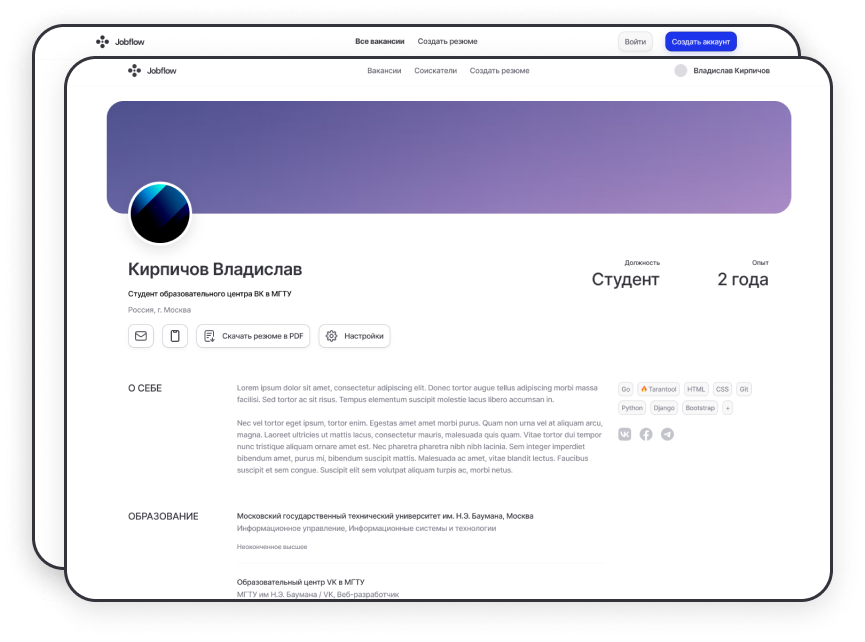 Jobflow
Все вакансии Создать резюме
Войти Создать аккаунт
Jobflow
Вакансии Соискатели Создать резюме
Владислав Кирпичов
Кирпичов Владислав
Студент образовательного центра ВК в МГТУ
Россия, г. Москва
Должность
Студент
Опыт
2 года
Скачать резюме в PDF
Настройки
О СЕБЕ
Lorem ipsum dolor sit amet, consectetur adipiscing elit. Donec tortor augue tellus adipiscing morbi massa
facilisi. Sed tortor ac sit risus. Tempus elementum suscipit molestie lacus libero accumsan in.
Nec vel tortor eget ipsum, tortor enim. Egestas amet amet morbi purus. Quam non urna vel at aliquam arcu,
magna. Laoreet ultricies ut mattis lacus, consectetur mauris, malesuada quis quam. Vitae tortor dui tempor
nunc tristique aliquam ornare amet est. Nec pharetra pharetra nibh nibh lacinia. Sem integer imperdiet
bibendum amet, purus mi, bibendum suscipit mattis. Malesuada ac amet, vitae blandit lectus. Faucibus
suscipit et sem congue. Suscipit elit sem volutpat aliquam turpis ac, morbi netus.
Go Tarantool HTML CSS Git
Python Django Bootstrap +
ОБРАЗОВАНИЕ
Московский государственный технический университет им. Н.Э. Баумана, Москва
Информационное управление, Информационные системы и технологии
Неоконченное высшее
Образовательный центр VK в МГТУ
МГТУ им Н.Э. Баумана / VK, Веб-разработчик